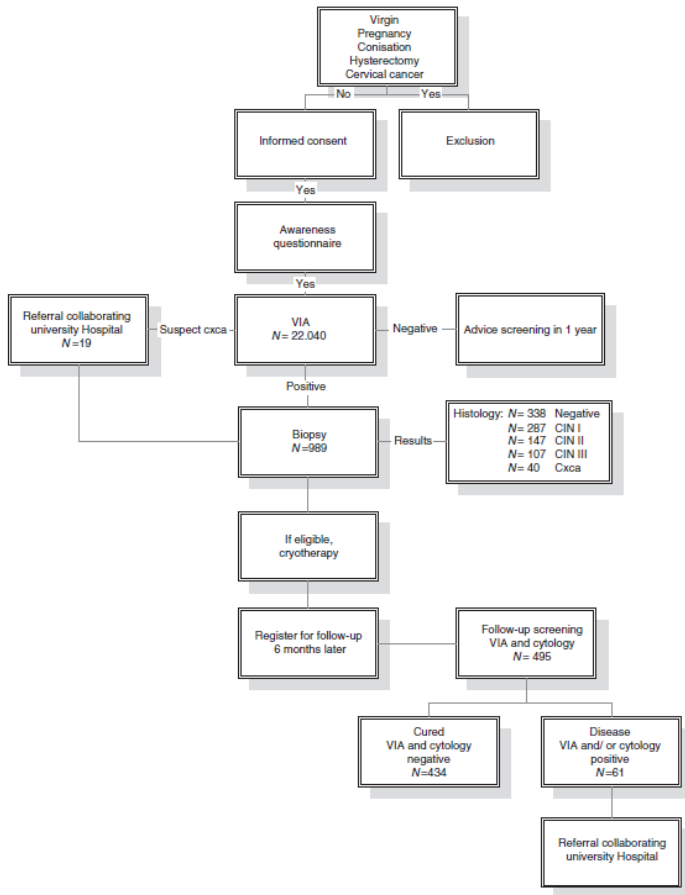 Virgin
Pregnancy
Conisation
Hysterectomy
Cervical cancer
No
Yes
Informed consent
Exclusion
Yes
Awareness
questionnaire
Yes
Referral collaborating
university Hospital
N=19
Suspect cxca
VIA
N= 22.040
Negative
Advice screening in 1 year
Positive
Biopsy
N=989
Results
Histology: N= 338 Negative
N= 287 CIN I
N= 147 CIN II
N= 107 CIN III
N= 40 Cxca
If eligible,
cryotherapy
Register for follow-up
6 months later
Follow-up screening
VIA and cytology
N= 495
Cured
VIA and cytology
negative
N=434
Disease
VIA and/ or cytology
positive
N=61
Referral collaborating
university Hospital